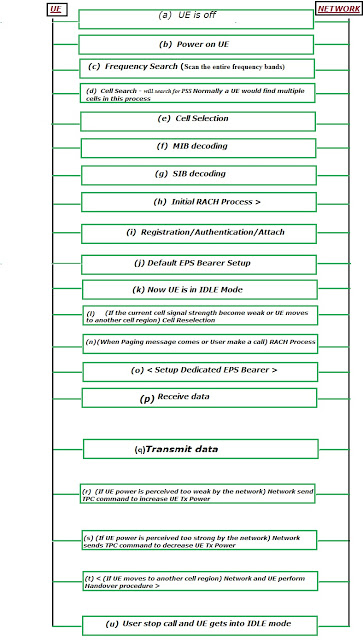 UE
NETWORK
(a) UE is off
(b) Power on UE
(c) Frequency Search (Scan the entire frequency bands)
(d) Cell Search - will search for PSS Normally a UE would find multiple
cells in this process
(e) Cell Selection
(f) MIB decoding
(g) SIB decoding
(h) Initial RACH Process >
(i) Registration/Authentication/Attach
(j) Default EPS Bearer Setup
(k) Now UE is in IDLE Mode
(l) (If the current cell signal strength become weak or UE moves
to another cell region) Cell Reselection
(n)(When Paging message comes or User make a call) RACH Process
(o) < Setup Dedicated EPS Bearer >
(p) Receive data
(q)Transmit data
(r) (If UE power is perceived too weak by the network) Network send
TPC command to increase UE Tx Power
(s) (If UE power is perceived too strong by the network) Network
sends TPC command to decrease UE Tx Power
(t) < (If UE moves to another cell region) Network and UE perform
Handover procedure >
(u) User stop call and UE gets into IDLE mode